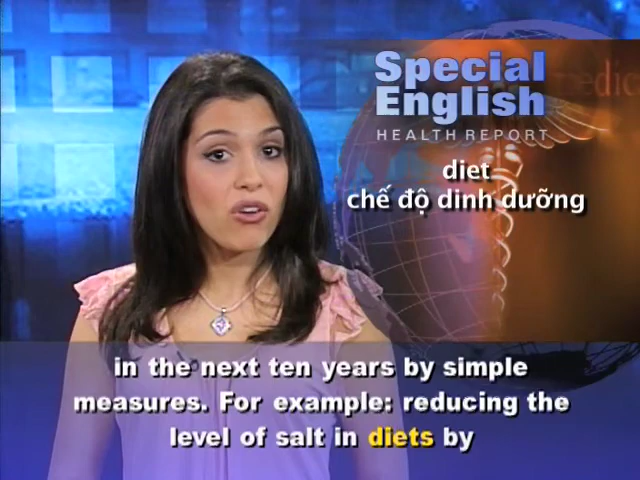 Special
English
HEALTH REPORT
diet
chế độ dinh dưỡng
in the next ten years by simple
measures. For example: reducing the
level of salt in diets by